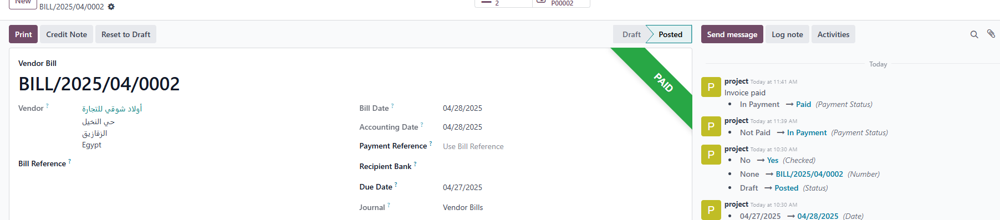 New
BILL/2025/04/0002
2
P00002
Print
Credit Note
Reset to Draft
Draft
Posted
Send message
Log note
Activities
Vendor Bill
BILL/2025/04/0002
PAID
Vendor ?
أولاد شوقي للتجارة
حي النخيل
الزقازيق
Egypt
Bill Reference ?
Bill Date ? 04/28/2025
Accounting Date ? 04/28/2025
Payment Reference ? Use Bill Reference
Recipient Bank ?
Due Date ? 04/27/2025
Journal ? Vendor Bills
Today
P
project Today at 11:41 AM
Invoice paid
• In Payment → Paid (Payment Status)
P
project Today at 11:39 AM
• Not Paid → In Payment (Payment Status)
P
project Today at 10:30 AM
• No → Yes (Checked)
• None → BILL/2025/04/0002 (Number)
• Draft → Posted (Status)
P
project Today at 10:30 AM
• 04/27/2025 → 04/28/2025 (Date)